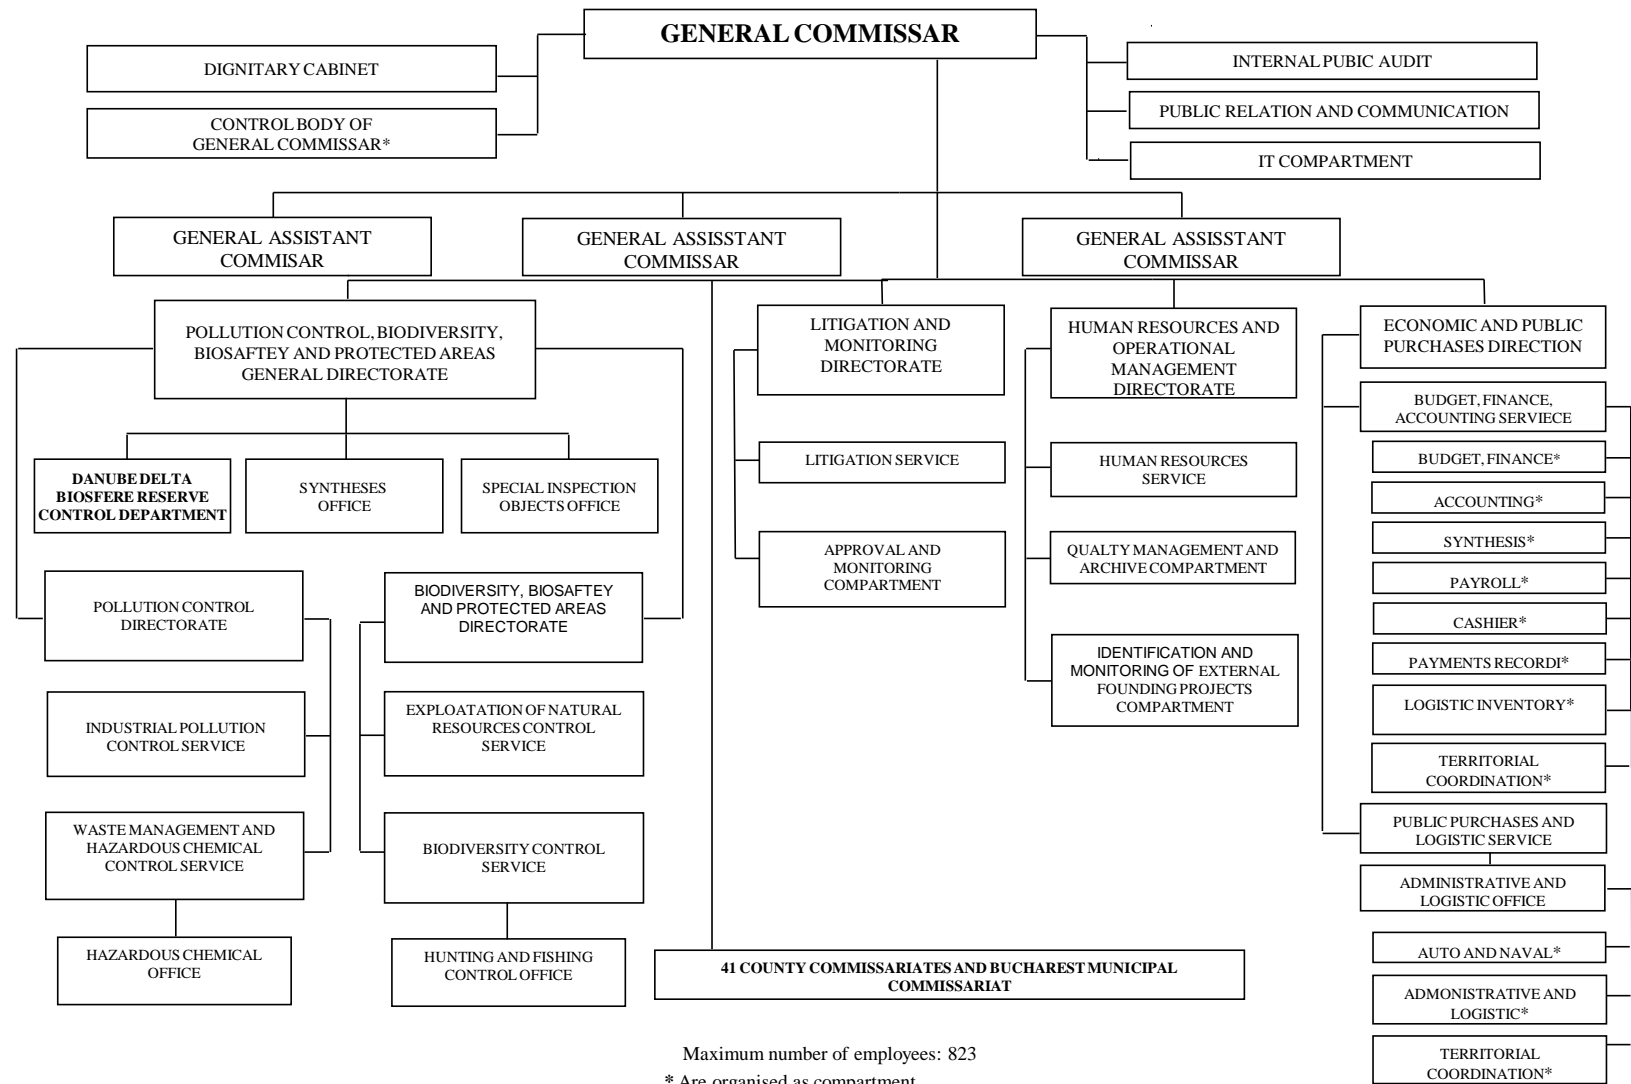 GENERAL COMMISSAR
DIGNITARY CABINET
CONTROL BODY OF
GENERAL COMMISSAR*
INTERNAL PUBIC AUDIT
PUBLIC RELATION AND COMMUNICATION
IT COMPARTMENT
GENERAL ASSISTANT
COMMISAR
GENERAL ASSISSTANT
COMMISSAR
GENERAL ASSISSTANT
COMMISSAR
POLLUTION CONTROL, BIODIVERSITY,
BIOSAFTEY AND PROTECTED AREAS
GENERAL DIRECTORATE
LITIGATION AND
MONITORING
DIRECTORATE
HUMAN RESOURCES AND
OPERATIONAL
MANAGEMENT
DIRECTORATE
ECONOMIC AND PUBLIC
PURCHASES DIRECTION
DANUBE DELTA
BIOSFERE RESERVE
CONTROL DEPARTMENT
SYNTHESES
OFFICE
SPECIAL INSPECTION
OBJECTS OFFICE
LITIGATION SERVICE
APPROVAL AND
MONITORING
COMPARTMENT
HUMAN RESOURCES
SERVICE
QUALTY MANAGEMENT AND
ARCHIVE COMPARTMENT
IDENTIFICATION AND
MONITORING OF EXTERNAL
FOUNDING PROJECTS
COMPARTMENT
BUDGET, FINANCE,
ACCOUNTING SERVIECE
BUDGET, FINANCE*
ACCOUNTING*
SYNTHESIS*
PAYROLL*
CASHIER*
PAYMENTS RECORDI*
LOGISTIC INVENTORY*
TERRITORIAL
COORDINATION*
PUBLIC PURCHASES AND
LOGISTIC SERVICE
ADMINISTRATIVE AND
LOGISTIC OFFICE
AUTO AND NAVAL*
ADMONISTRATIVE AND
LOGISTIC*
TERRITORIAL
COORDINATION*
POLLUTION CONTROL
DIRECTORATE
BIODIVERSITY, BIOSAFTEY
AND PROTECTED AREAS
DIRECTORATE
INDUSTRIAL POLLUTION
CONTROL SERVICE
EXPLOATATION OF NATURAL
RESOURCES CONTROL
SERVICE
WASTE MANAGEMENT AND
HAZARDOUS CHEMICAL
CONTROL SERVICE
BIODIVERSITY CONTROL
SERVICE
HAZARDOUS CHEMICAL
OFFICE
HUNTING AND FISHING
CONTROL OFFICE
41 COUNTY COMMISSARIATES AND BUCHAREST MUNICIPAL
COMMISSARIAT
Maximum number of employees: 823
* Are organised as compartment